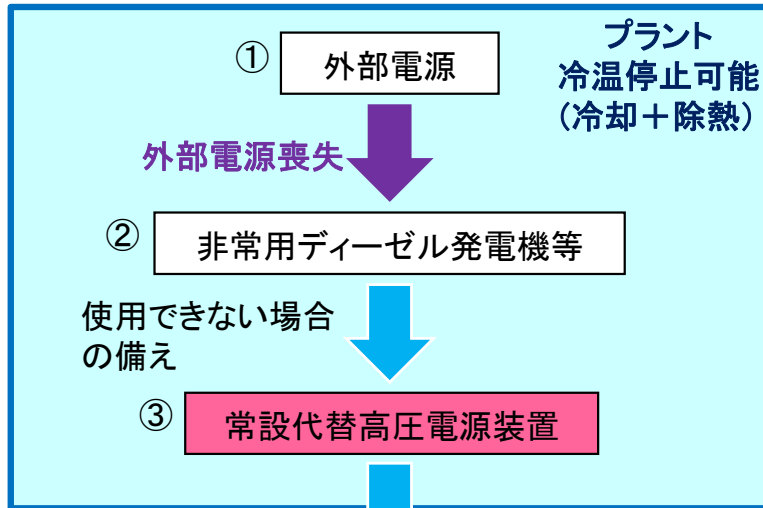 ① 外部電源
プラント
冷温停止可能
(冷却＋除熱)
外部電源喪失
② 非常用ディーゼル発電機等
使用できない場合
の備え
③ 常設代替高圧電源装置